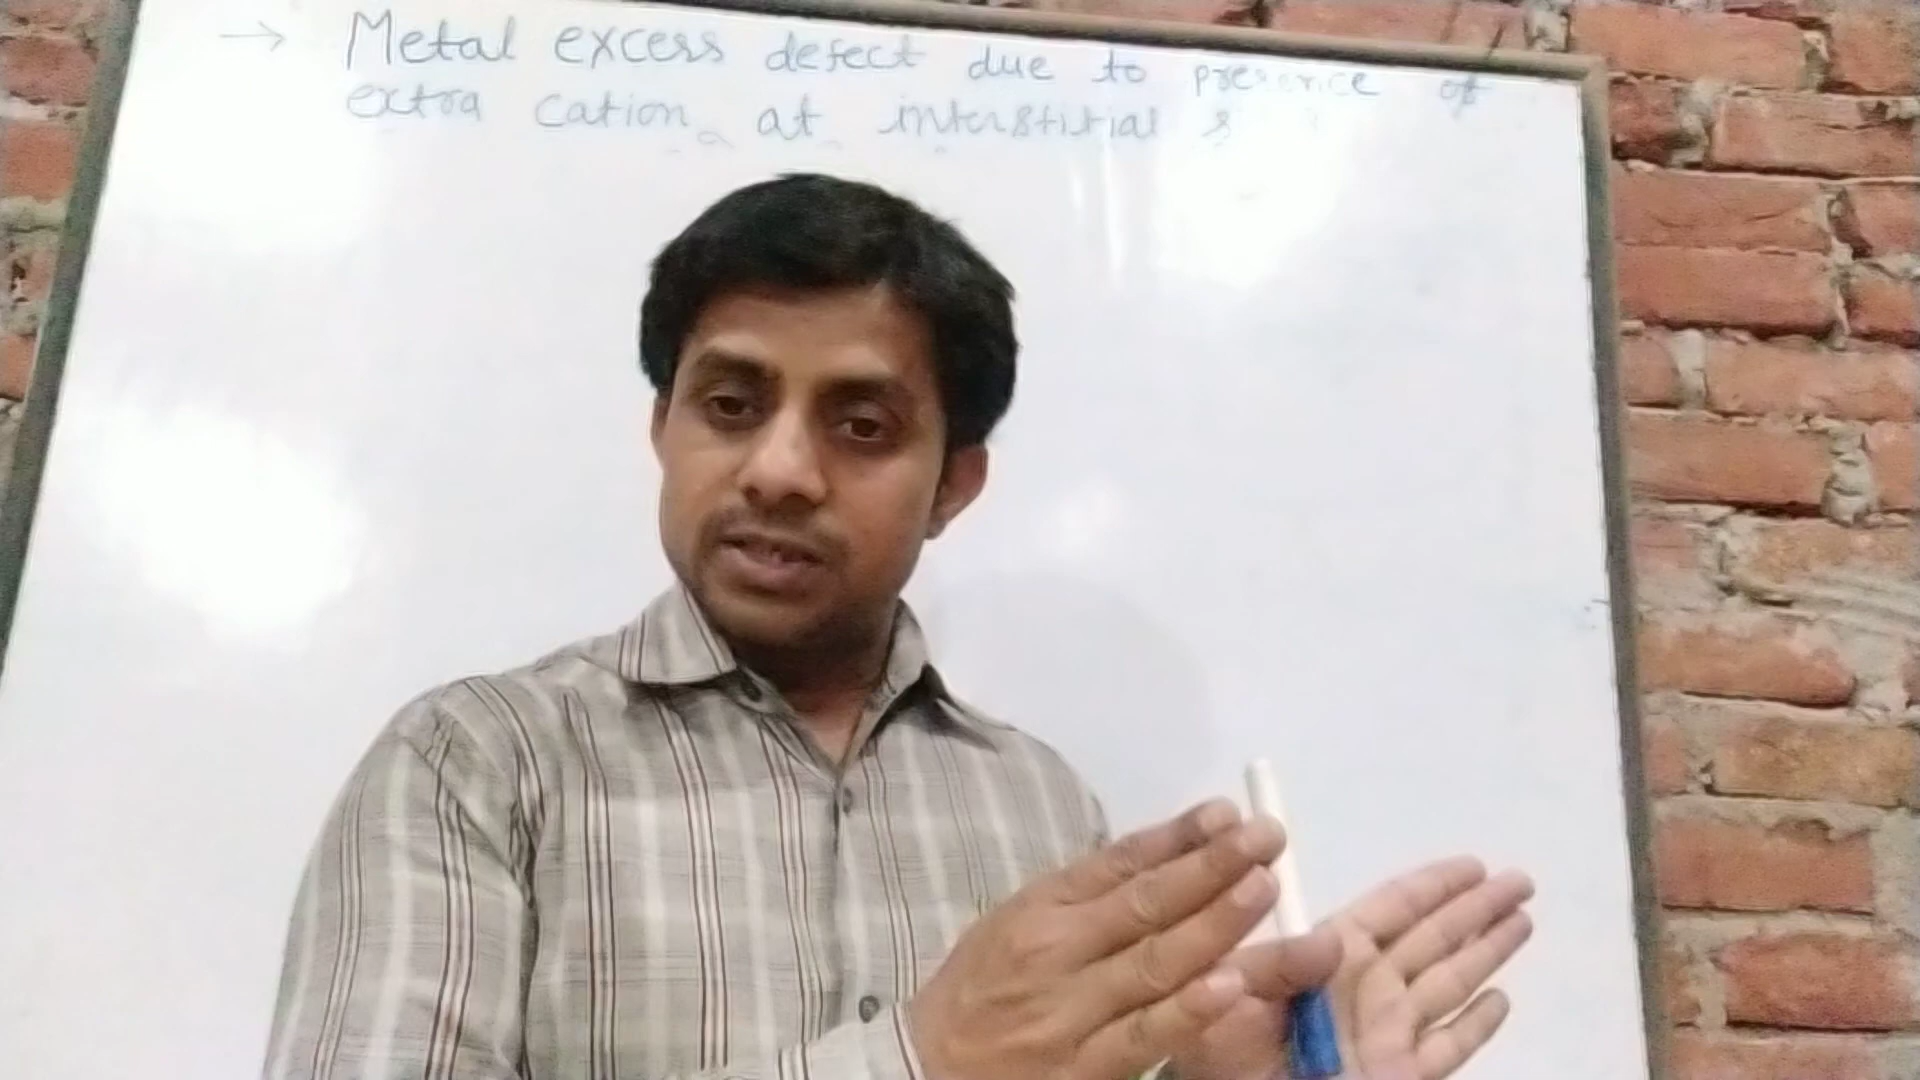 → Metal excess defect due to presence of
extra cation at interstitial s